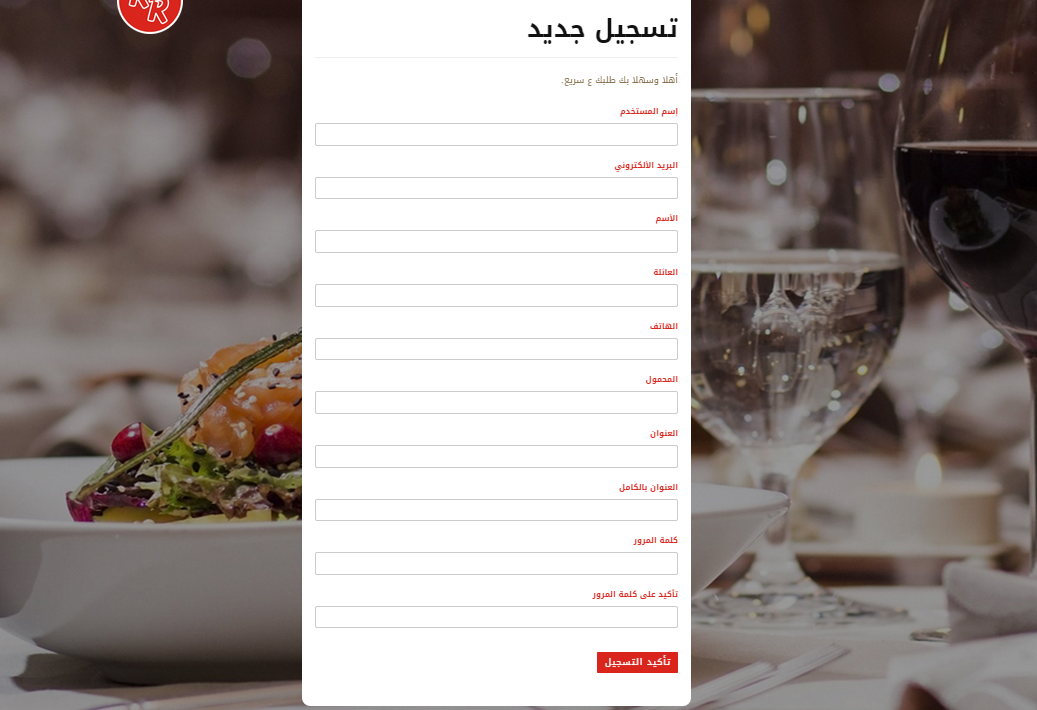 تسجيل جديد
أهلا وسهلا بك طلبك ع سريع.
إسم المستخدم
البريد الألكتروني
الأسم
العائلة
الهاتف
المحمول
العنوان
العنوان بالكامل
كلمة المرور
تأكيد على كلمة المرور
تأكيد التسجيل